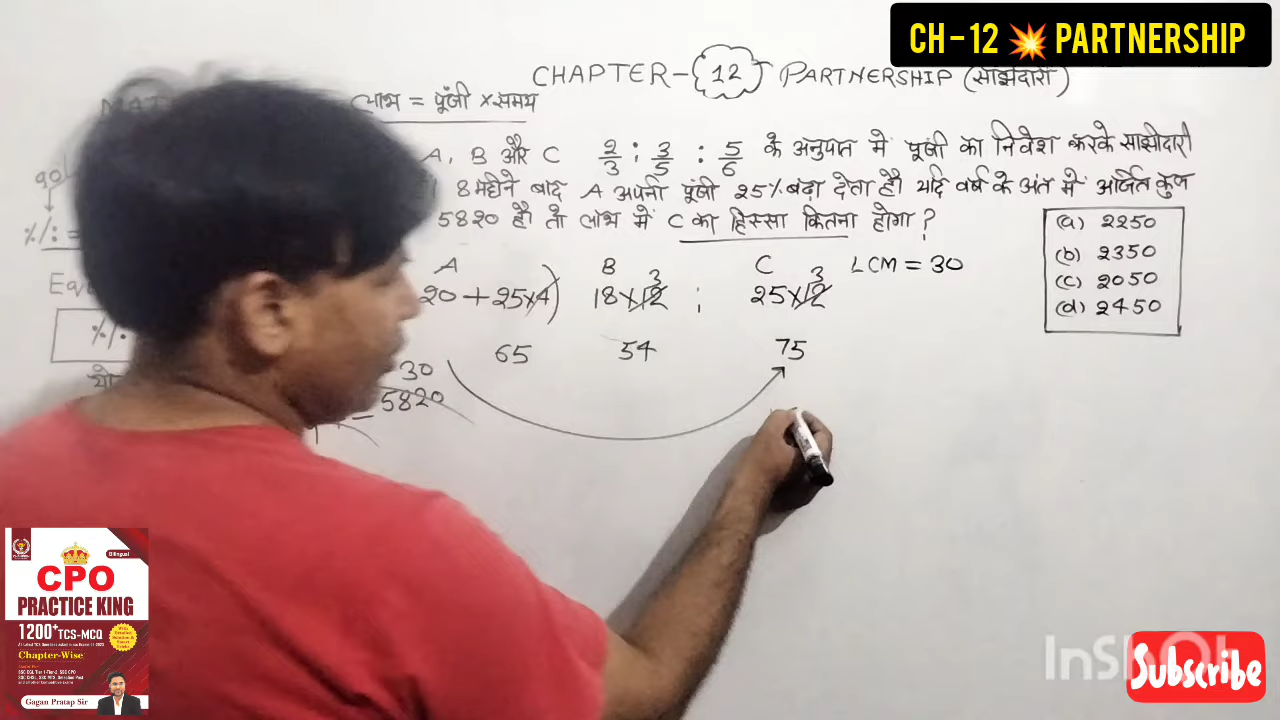 CH - 12 💥 PARTNERSHIP
CHAPTER- 12 PARTNERSHIP (साझेदारी)
लाभ = पूंजी × समय
A, B और C 2/3 : 3/5 : 5/6 के अनुपात में पूंजी का निवेश करके साझेदारी
8 महीने बाद A अपनी पूंजी 25% बढ़ा देता है। यदि वर्ष के अंत में अर्जित कुल
5820 है। तो लाभ में C का हिस्सा कितना होगा ?
(a) 2250
(b) 2350
(c) 2050
(d) 2450
A B C LCM = 30
20 + 25×4) 18×12 3 ; 25×12 3
65 54 75
30
5820
%/: =
%/:
Bilingual
CPO
PRACTICE KING
1200+ TCS-MCQ
Chapter-Wise
Gagan Pratap Sir
InSh
Subscribe